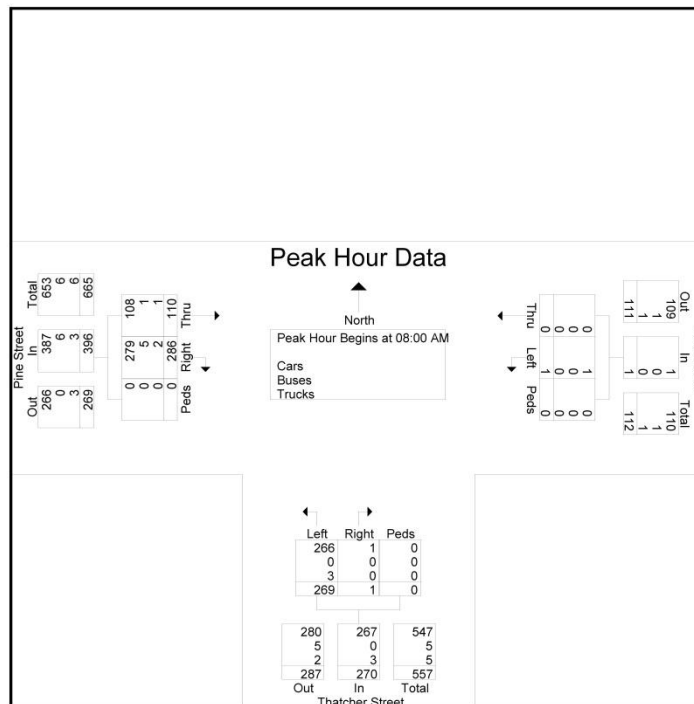 Peak Hour Data
North
Peak Hour Begins at 08:00 AM
Cars
Buses
Trucks
Pine Street
Out In Total
266 387 653
0 6 6
3 3 6
269 396 665
108 279 0
1 5 0
1 2 0
110 286 0
Thru Right Peds
Out In Total
109 1 110
1 0 1
1 0 1
111 1 112
Thru Left Peds
0 1 0
0 0 0
0 0 0
0 1 0
Left Right Peds
266 1 0
0 0 0
3 0 0
269 1 0
280 267 547
5 0 5
2 3 5
287 270 557
Out In Total
Thatcher Street